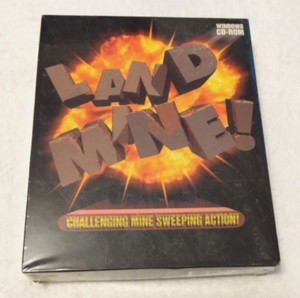 WINDOWS
CD-ROM
LAND
MINE!
CHALLENGING MINE SWEEPING ACTION!